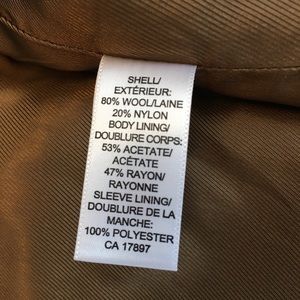 SHELL/
EXTÉRIEUR:
80% WOOL/LAINE
20% NYLON
BODY LINING/
DOUBLURE CORPS:
53% ACETATE/
ACÉTATE
47% RAYON/
RAYONNE
SLEEVE LINING/
DOUBLURE DE LA
MANCHE:
100% POLYESTER
CA 17897